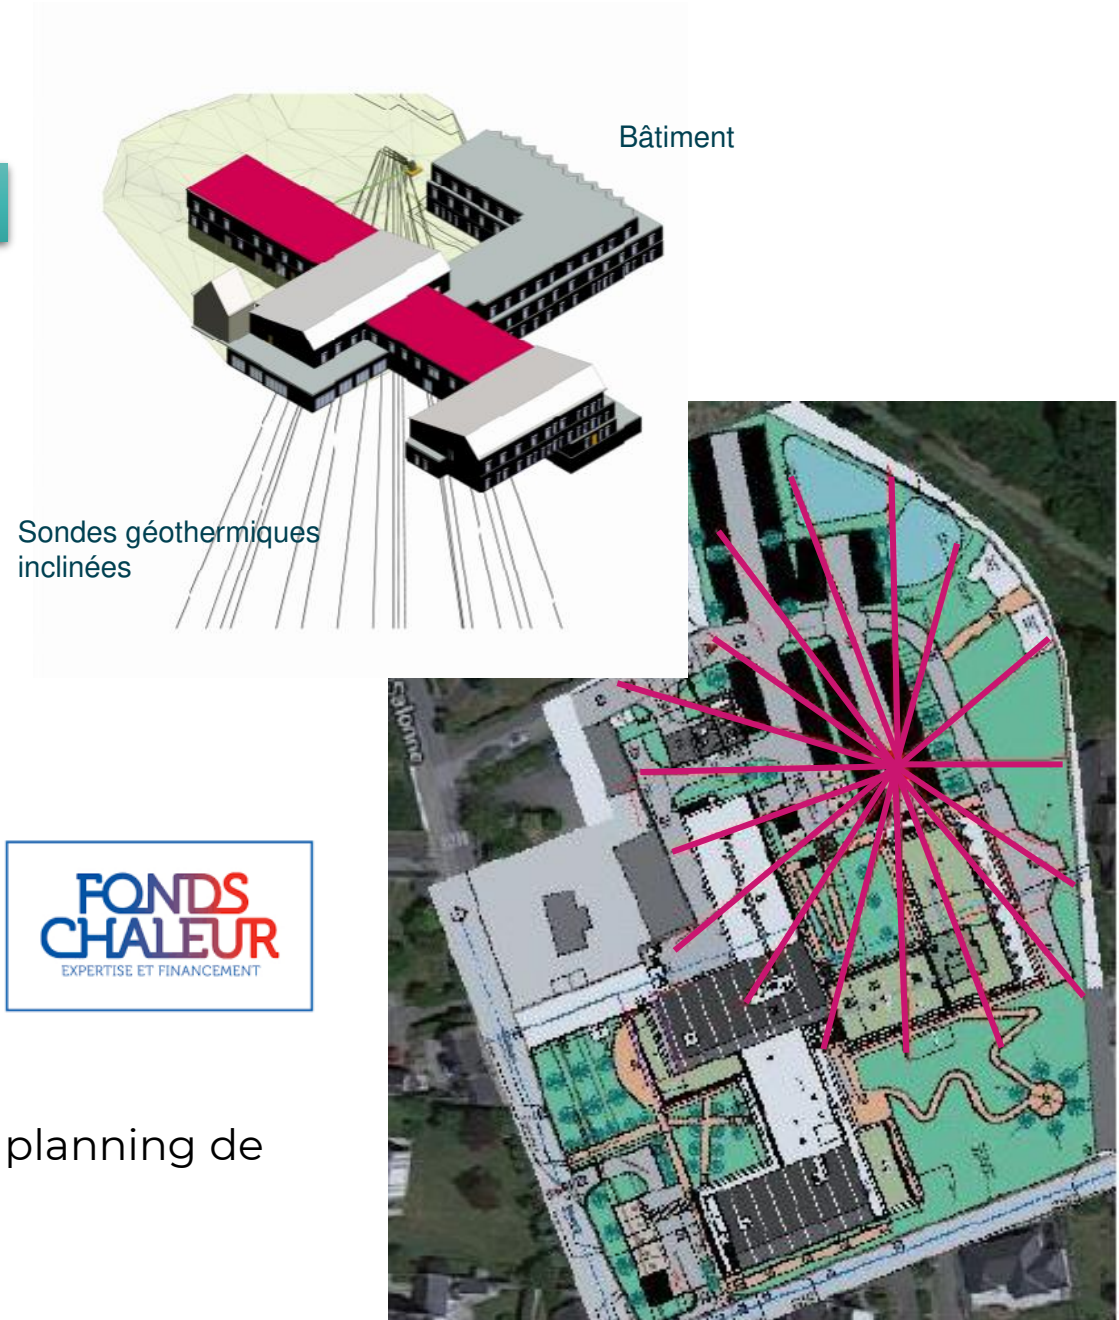 Bâtiment
Sondes géothermiques
inclinées
FONDS
CHALEUR
EXPERTISE ET FINANCEMENT
planning de